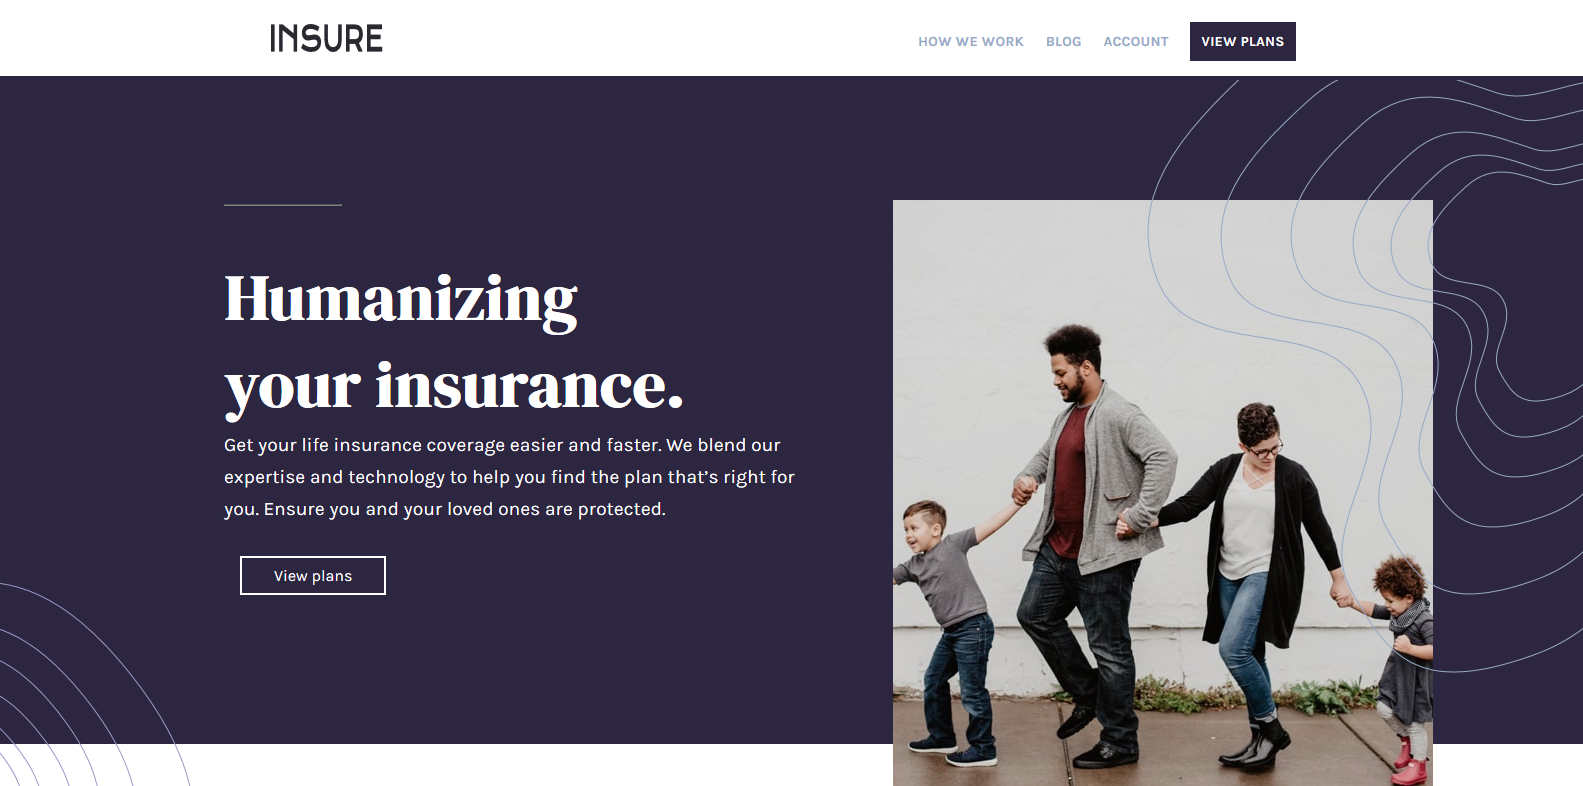 INSURE
HOW WE WORK
BLOG
ACCOUNT
VIEW PLANS
Humanizing
your insurance.
Get your life insurance coverage easier and faster. We blend our
expertise and technology to help you find the plan that’s right for
you. Ensure you and your loved ones are protected.
View plans